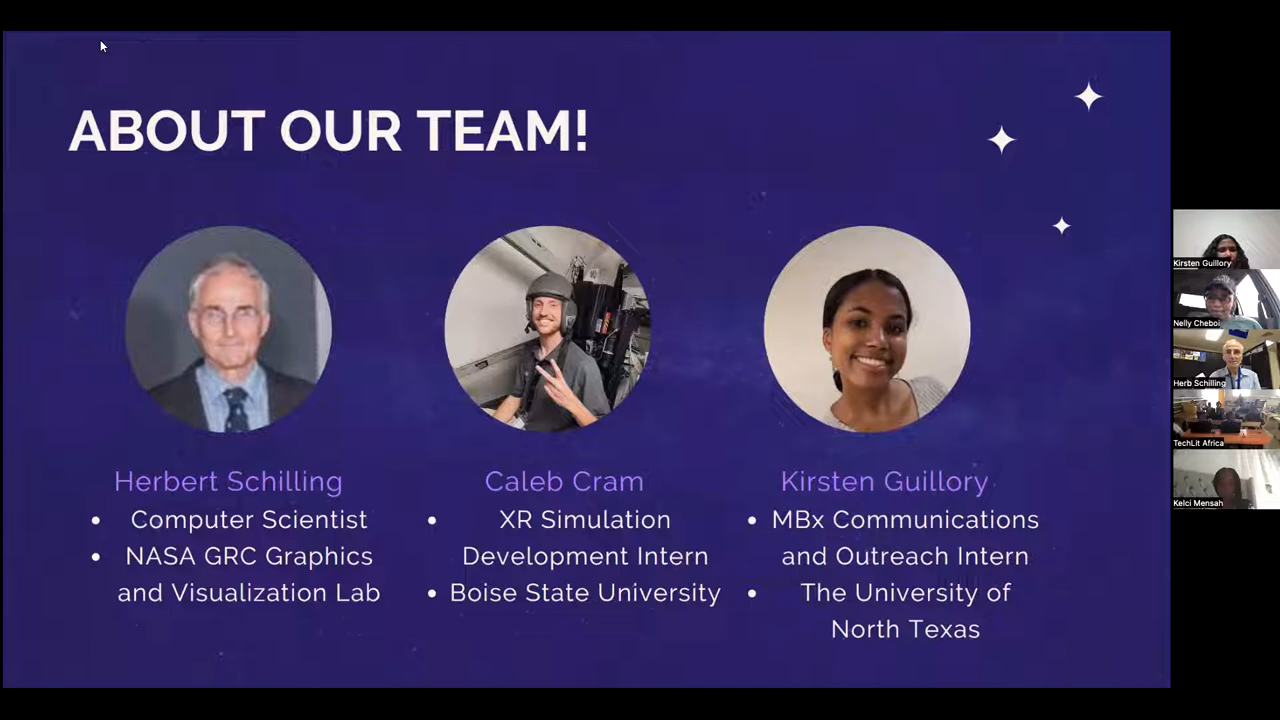 ABOUT OUR TEAM!
Herbert Schilling
Computer Scientist
NASA GRC Graphics
and Visualization Lab
Caleb Cram
XR Simulation
Development Intern
Boise State University
Kirsten Guillory
MBx Communications
and Outreach Intern
The University of
North Texas
Kirsten Guillory
Nelly Cheboi
Herb Schilling
TechLit Africa
Kelci Mensah